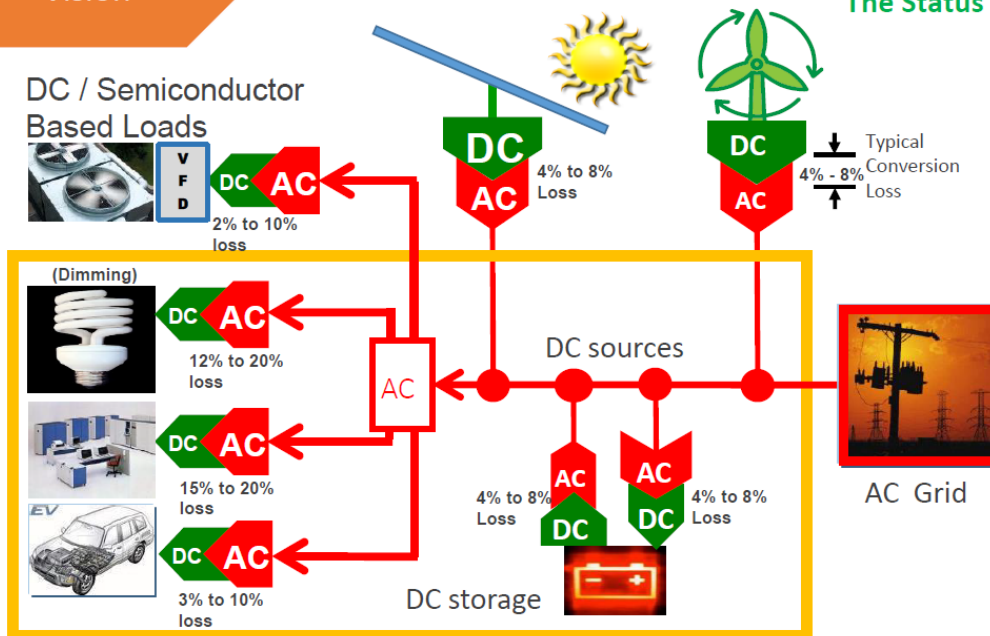 The Status
DC / Semiconductor
Based Loads
V
F
D
DC
AC
2% to 10%
loss
DC
AC
4% to 8%
Loss
DC
AC
4% - 8%
Typical
Conversion
Loss
(Dimming)
DC
AC
12% to 20%
loss
DC
AC
15% to 20%
loss
EV
DC
AC
3% to 10%
loss
AC
DC sources
AC
DC
4% to 8%
Loss
AC
DC
4% to 8%
Loss
DC storage
AC Grid